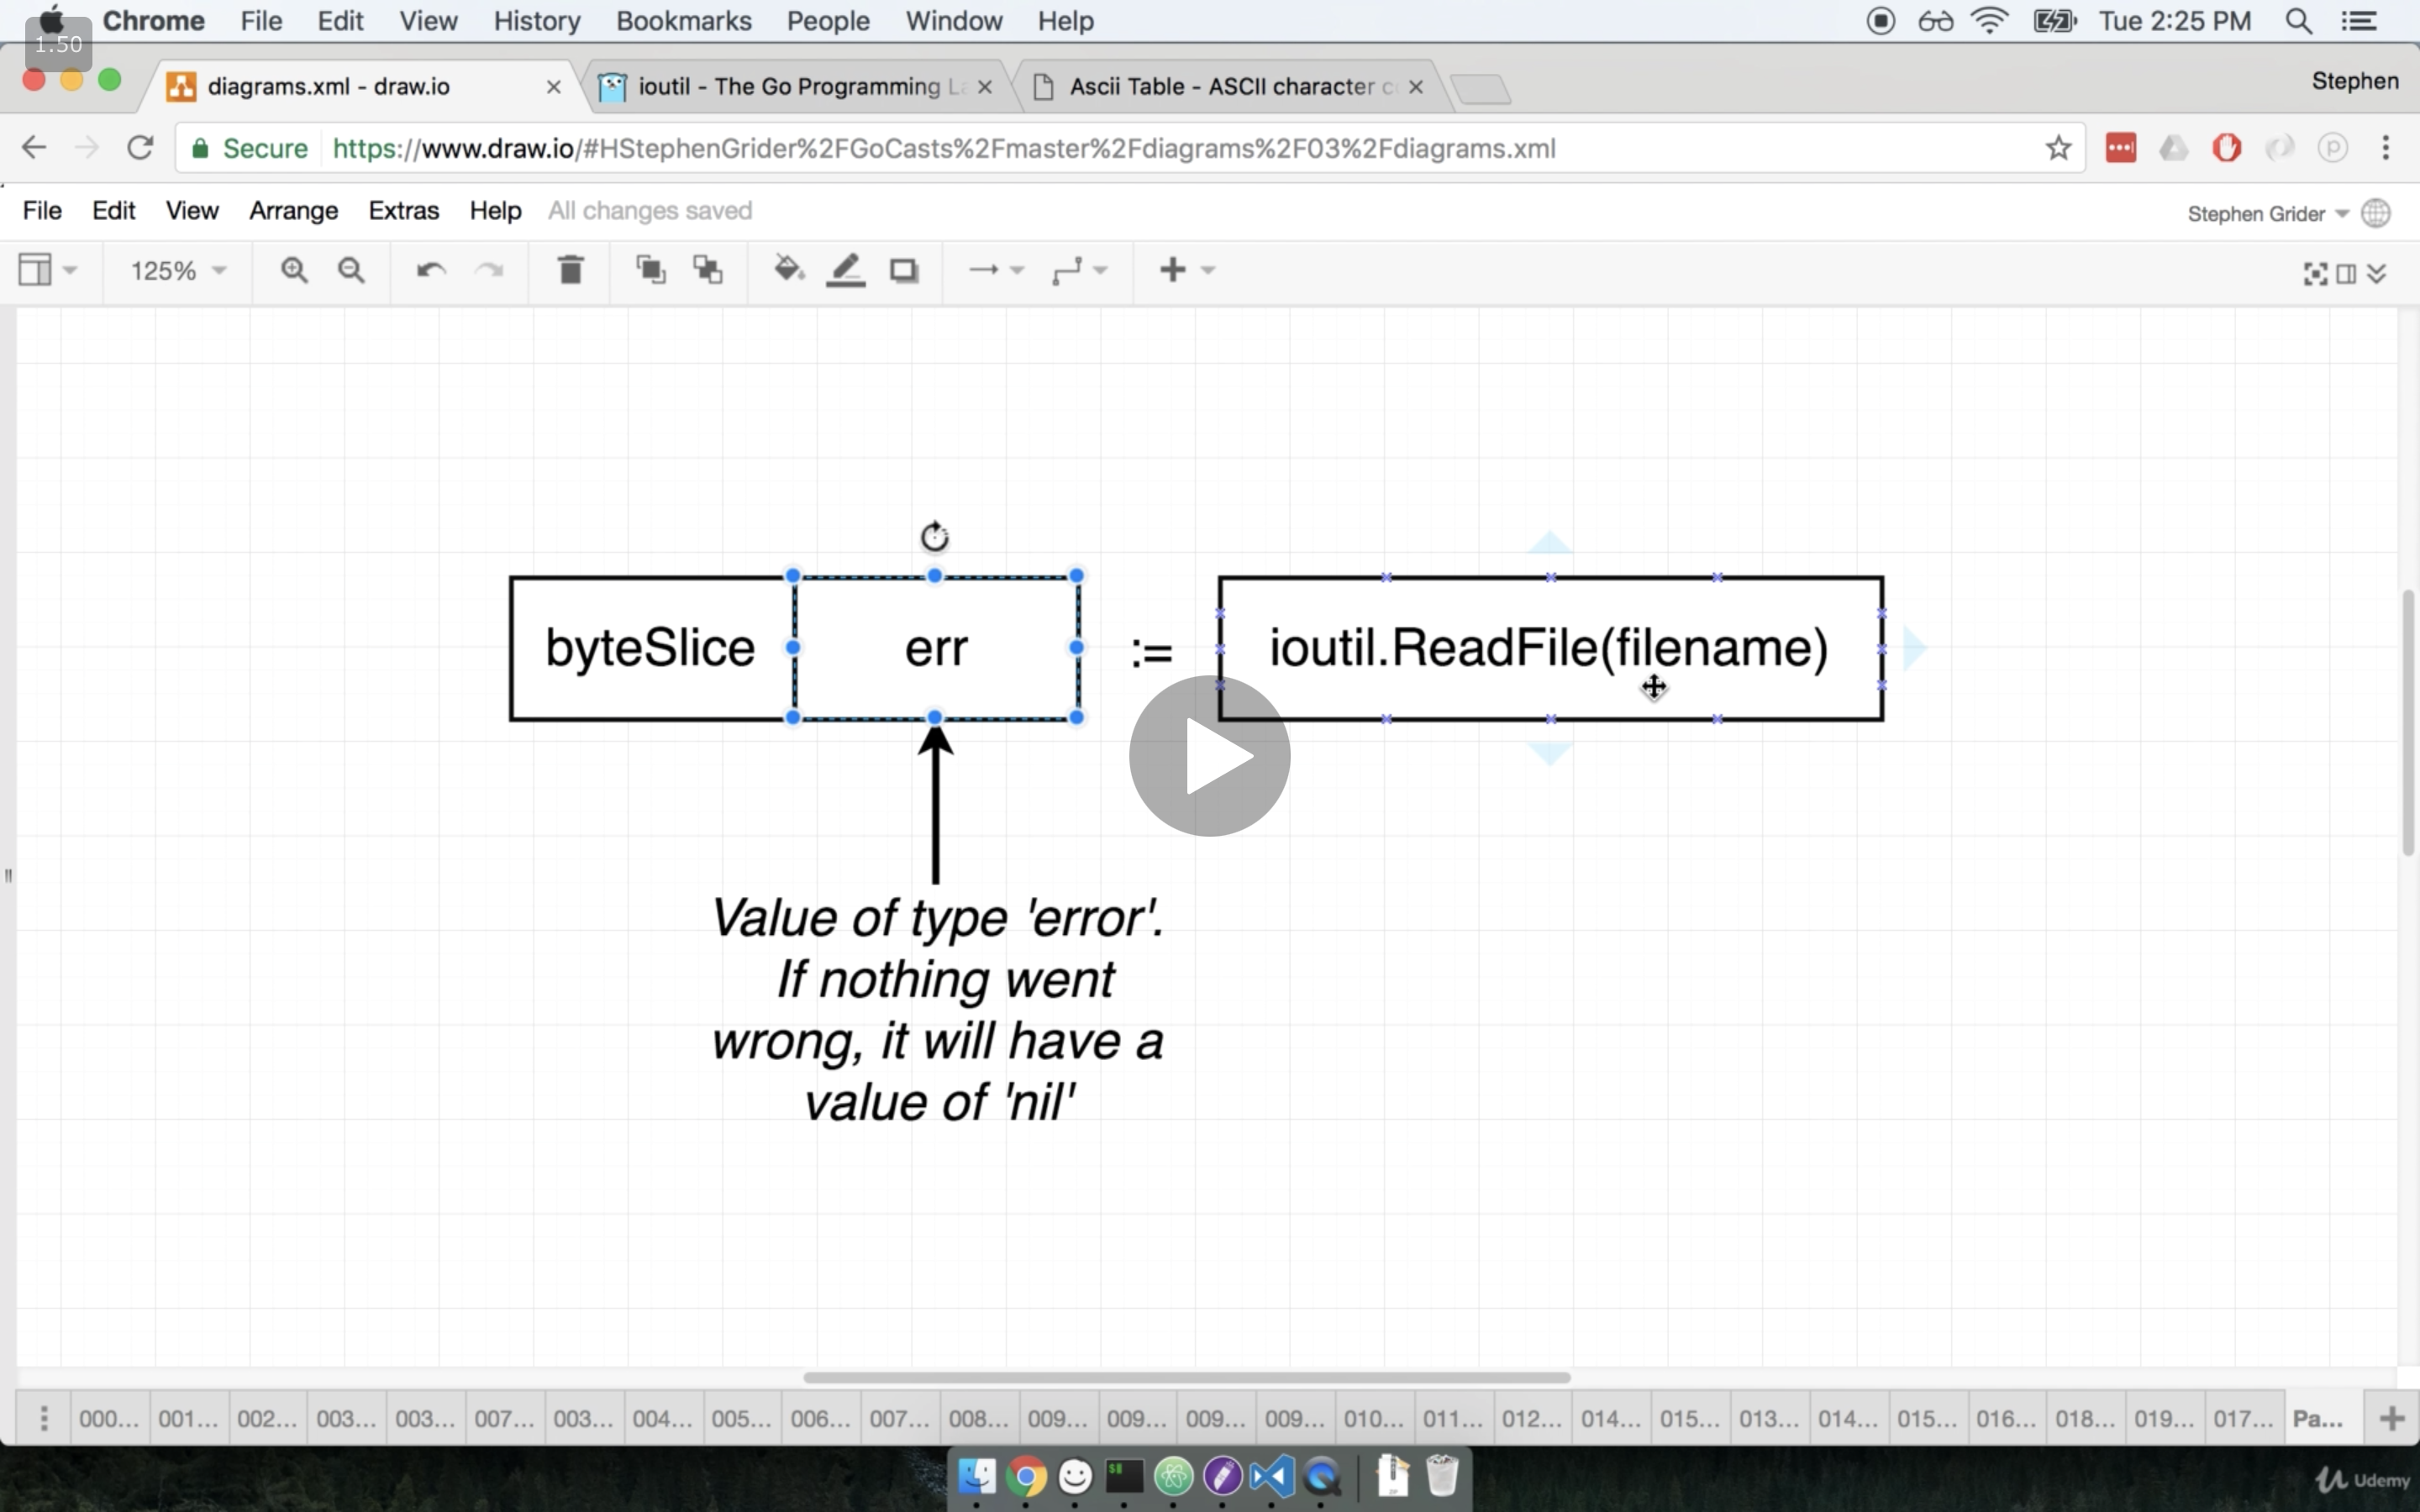 Chrome File Edit View History Bookmarks People Window Help Tue 2:25 PM
1.50
diagrams.xml - draw.io ioutil - The Go Programming La Ascii Table - ASCII character c Stephen
Secure https://www.draw.io/#HStephenGrider%2FGoCasts%2Fmaster%2Fdiagrams%2F03%2Fdiagrams.xml
File Edit View Arrange Extras Help All changes saved Stephen Grider
125%
byteSlice err := ioutil.ReadFile(filename)
Value of type 'error'.
If nothing went
wrong, it will have a
value of 'nil'
000... 001... 002... 003... 003... 007... 003... 004... 005... 006... 007... 008... 009... 009... 009... 009... 010... 011... 012... 014... 015... 013... 014... 015... 016... 018... 019... 017... Pa...
Udemy